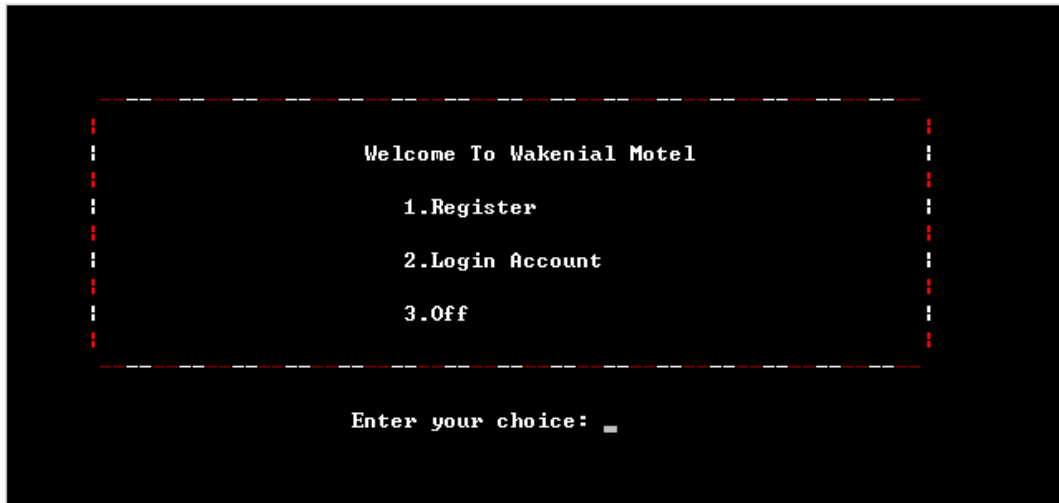 Welcome To Wakenial Motel
1.Register
2.Login Account
3.Off
Enter your choice: _